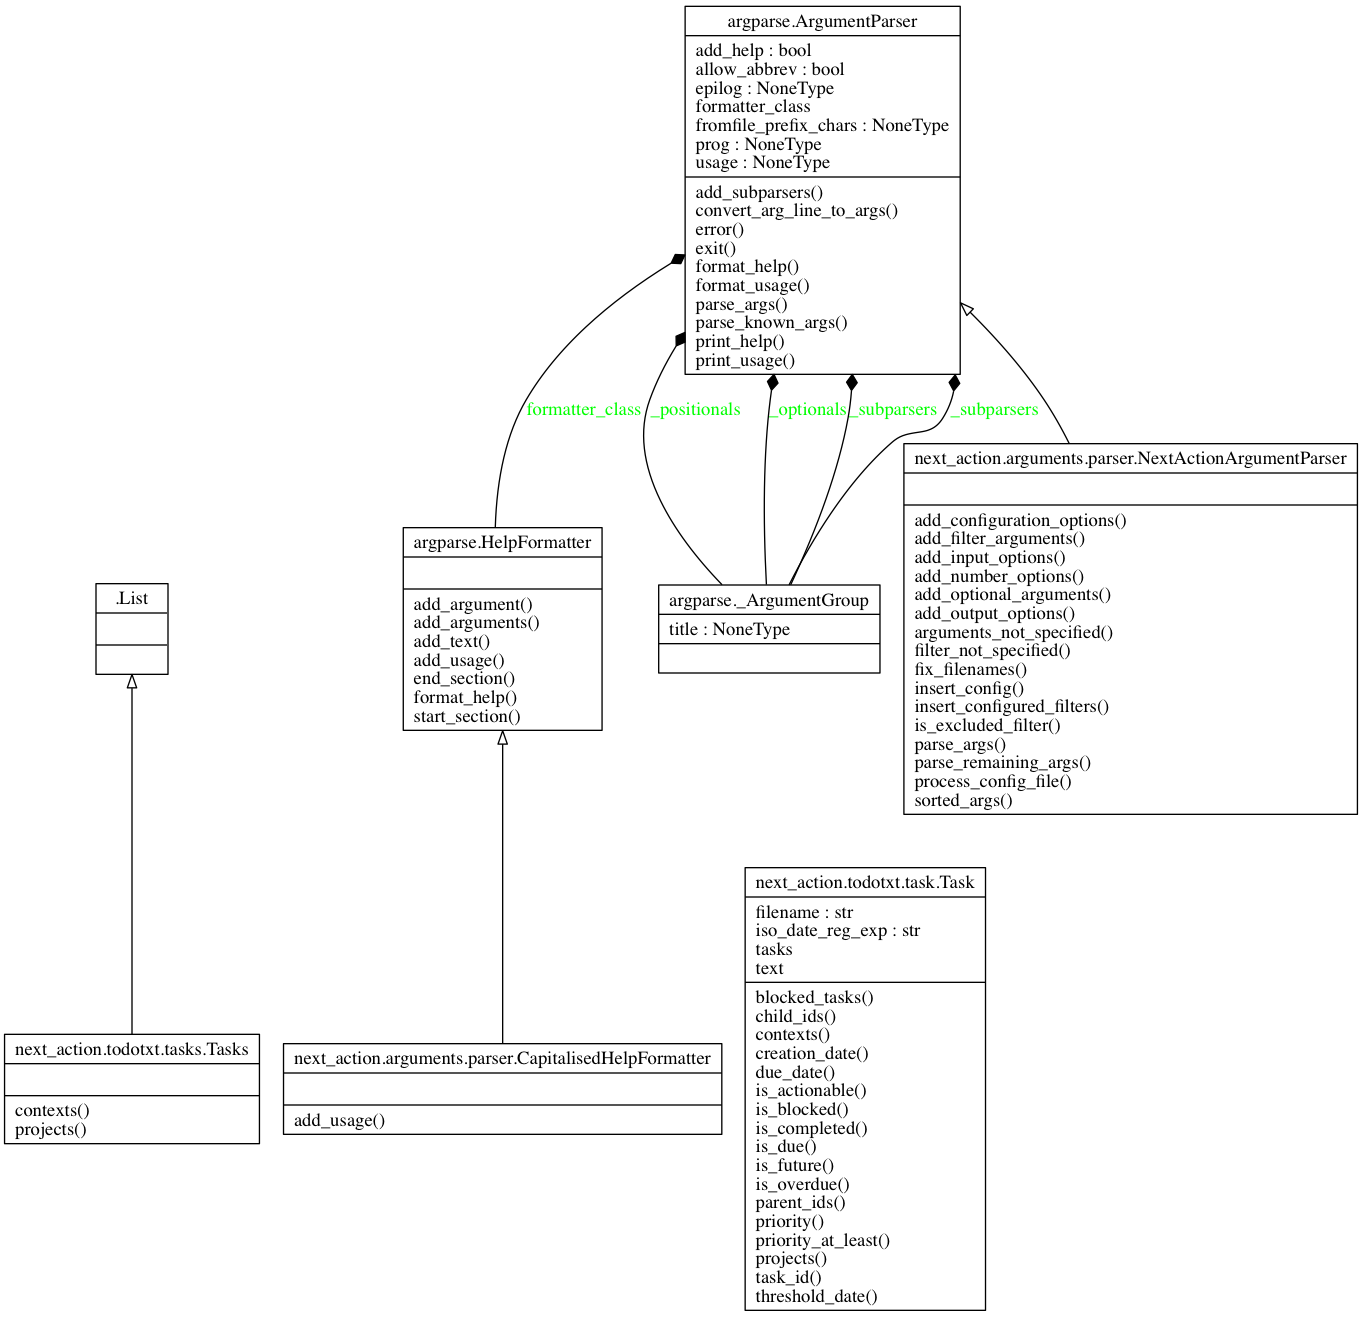 argparse.ArgumentParser
add_help : bool
allow_abbrev : bool
epilog : NoneType
formatter_class
fromfile_prefix_chars : NoneType
prog : NoneType
usage : NoneType
add_subparsers()
convert_arg_line_to_args()
error()
exit()
format_help()
format_usage()
parse_args()
parse_known_args()
print_help()
print_usage()
formatter_class
_positionals
_optionals
_subparsers
_subparsers
next_action.arguments.parser.NextActionArgumentParser
add_configuration_options()
add_filter_arguments()
add_input_options()
add_number_options()
add_optional_arguments()
add_output_options()
arguments_not_specified()
filter_not_specified()
fix_filenames()
insert_config()
insert_configured_filters()
is_excluded_filter()
parse_args()
parse_remaining_args()
process_config_file()
sorted_args()
argparse.HelpFormatter
add_argument()
add_arguments()
add_text()
add_usage()
end_section()
format_help()
start_section()
argparse._ArgumentGroup
title : NoneType
.List
next_action.todotxt.task.Task
filename : str
iso_date_reg_exp : str
tasks
text
blocked_tasks()
child_ids()
contexts()
creation_date()
due_date()
is_actionable()
is_blocked()
is_completed()
is_due()
is_future()
is_overdue()
parent_ids()
priority()
priority_at_least()
projects()
task_id()
threshold_date()
next_action.todotxt.tasks.Tasks
contexts()
projects()
next_action.arguments.parser.CapitalisedHelpFormatter
add_usage()